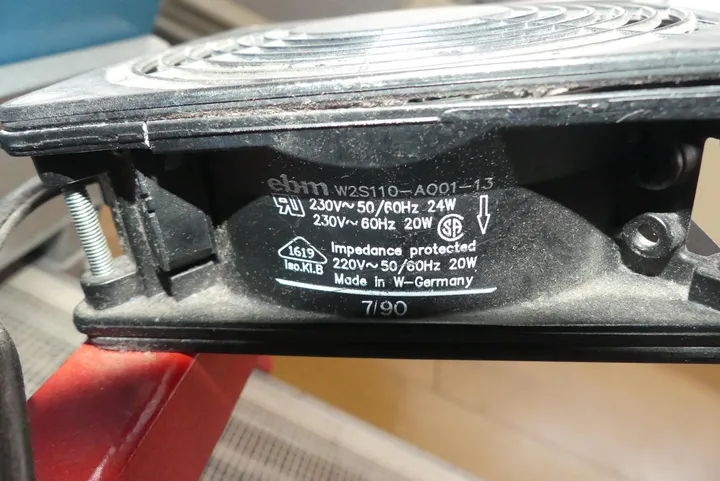 ebm W2S110-AO01-13
230V~ 50/60Hz 24W
230V~ 60Hz 20W
Impedance protected
1619
Iso.Kl.B 220V~ 50/60Hz 20W
Made in W-Germany
7/90